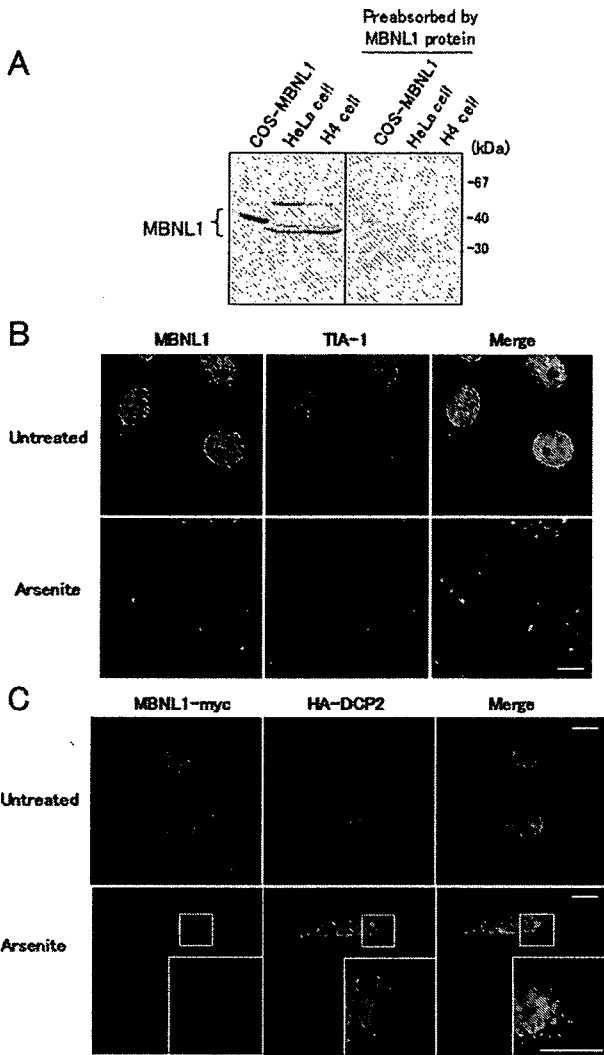 Preabsorbed by
MBNL1 protein
A
COS-MBNL1
HeLa cell
H4 cell
COS-MBNL1
HeLa cell
H4 cell
(kDa)
-67
MBNL1
-40
-30
B
MBNL1
TIA-1
Merge
Untreated
Arsenite
C
MBNL1-myc
HA-DCP2
Merge
Untreated
Arsenite